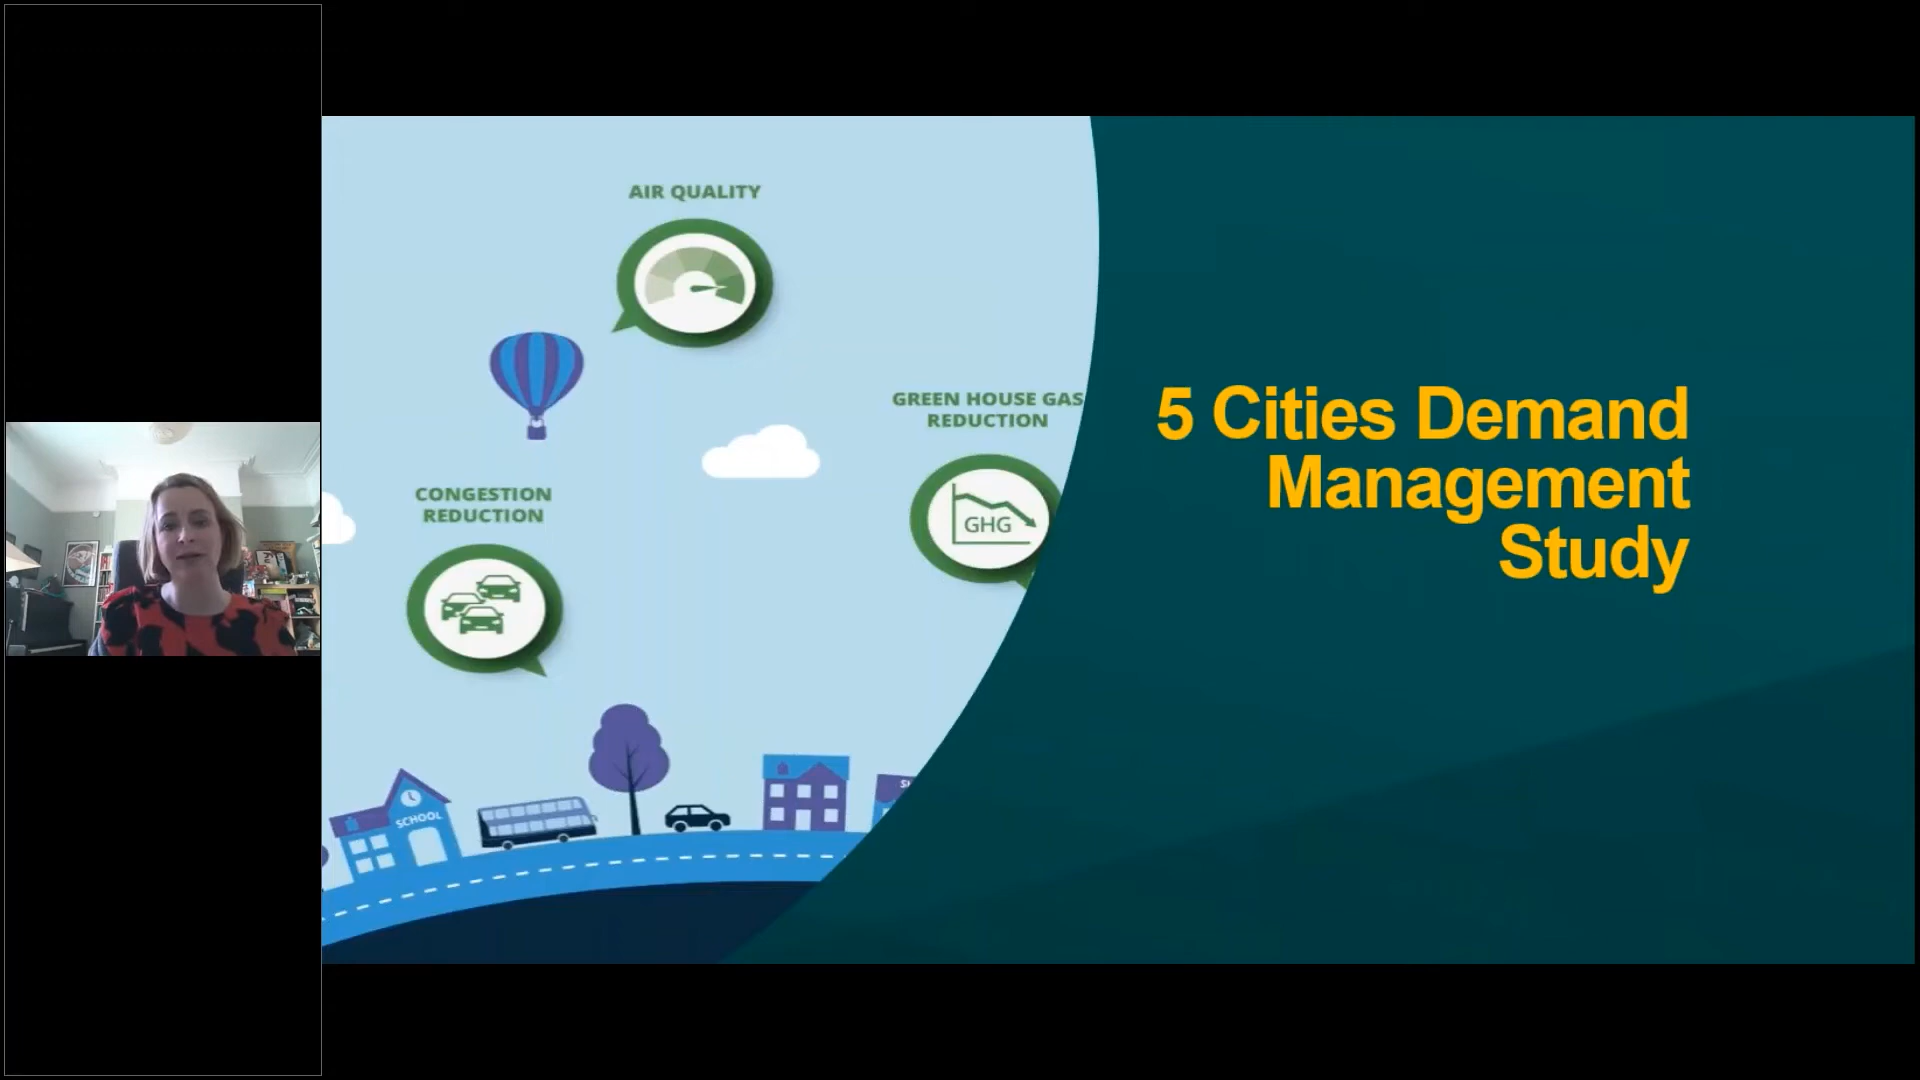 AIR QUALITY
GREEN HOUSE GAS
REDUCTION
GHG
CONGESTION
REDUCTION
SCHOOL
5 Cities Demand
Management
Study